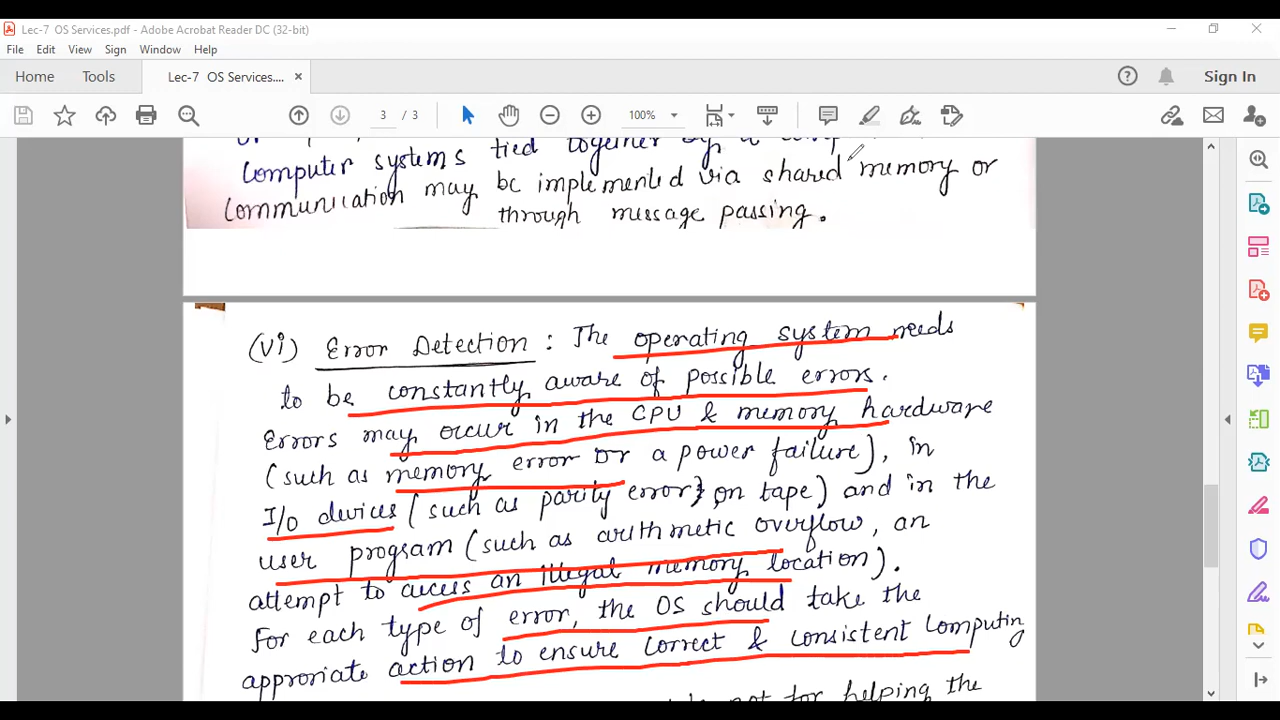 Lec-7 OS Services.pdf - Adobe Acrobat Reader DC (32-bit)
File Edit View Sign Window Help
Home Tools Lec-7 OS Services.... × Sign In
3 / 3 100%
Computer systems tied together by a
Communication may be implemented via shared memory or
through message passing.
(vi) Error Detection : The operating system needs
to be constantly aware of possible errors.
Errors may occur in the CPU & memory hardware
(such as memory error or a power failure), in
I/O devices (such as parity error, on tape) and in the
user program (such as arithmetic overflow, an
attempt to access an illegal memory location).
For each type of error, the OS should take the
approriate action to ensure correct & consistent computing
not for helping the